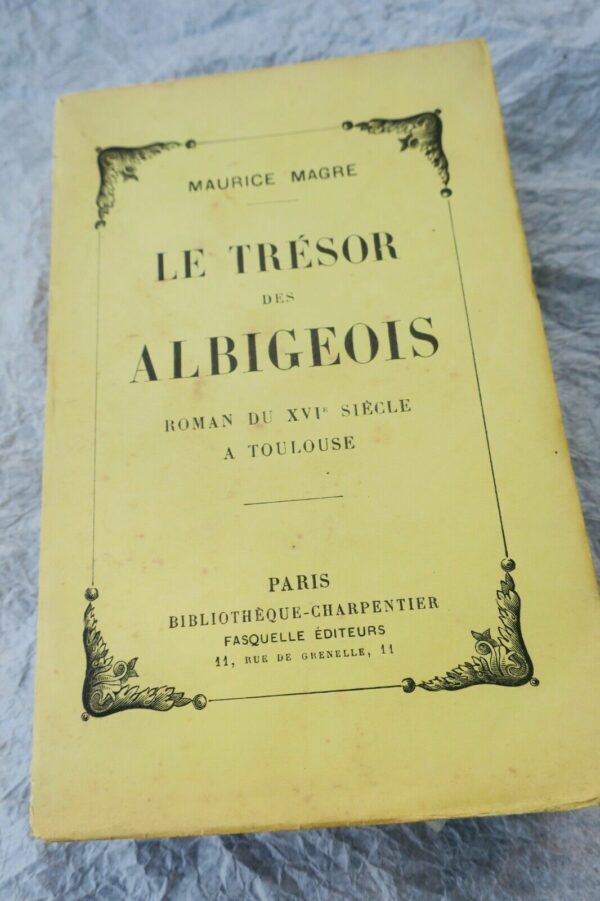 MAURICE MAGRE
LE TRÉSOR
DES
ALBIGEOIS
ROMAN DU XVIᴱ SIÈCLE
A TOULOUSE
PARIS
BIBLIOTHÈQUE-CHARPENTIER
FASQUELLE ÉDITEURS
11, RUE DE GRENELLE, 11